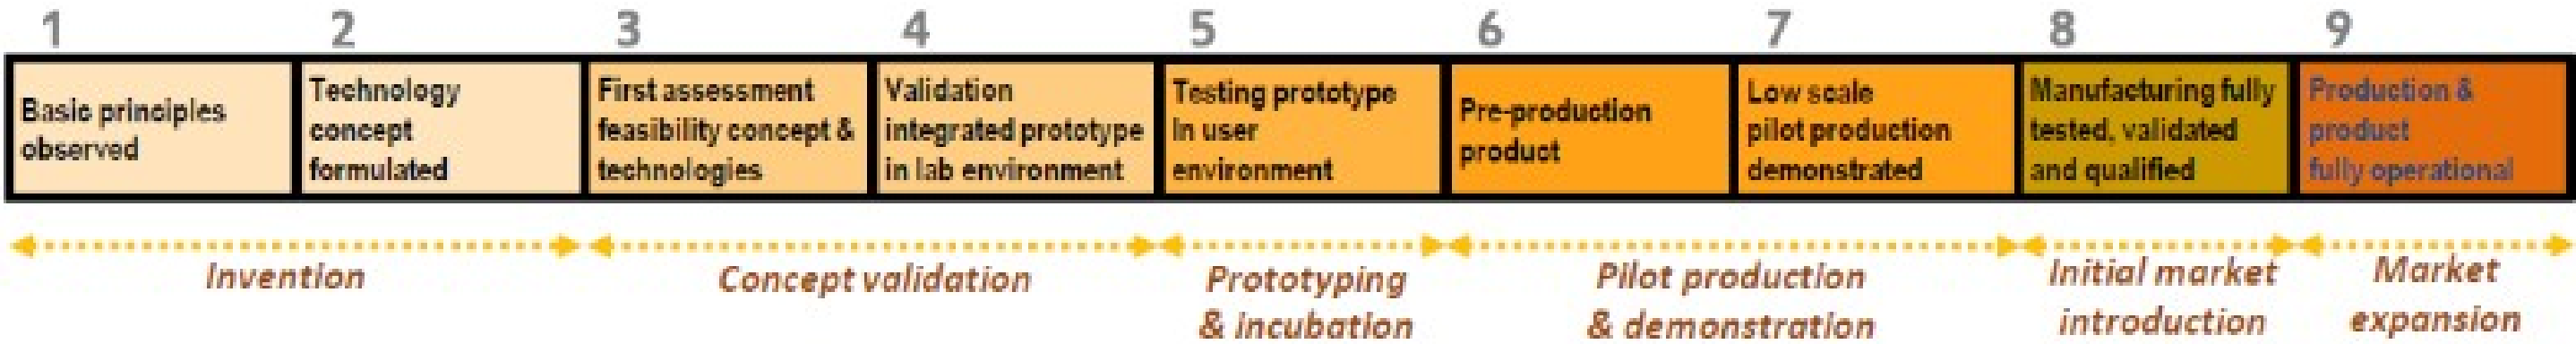 1 2 3 4 5 6 7 8 9
Basic principles
observed
Technology
concept
formulated
First assessment
feasibility concept &
technologies
Validation
integrated prototype
in lab environment
Testing prototype
In user
environment
Pre-production
product
Low scale
pilot production
demonstrated
Manufacturing fully
tested, validated
and qualified
Production &
product
fully operational
Invention
Concept validation
Prototyping
& incubation
Pilot production
& demonstration
Initial market
introduction
Market
expansion